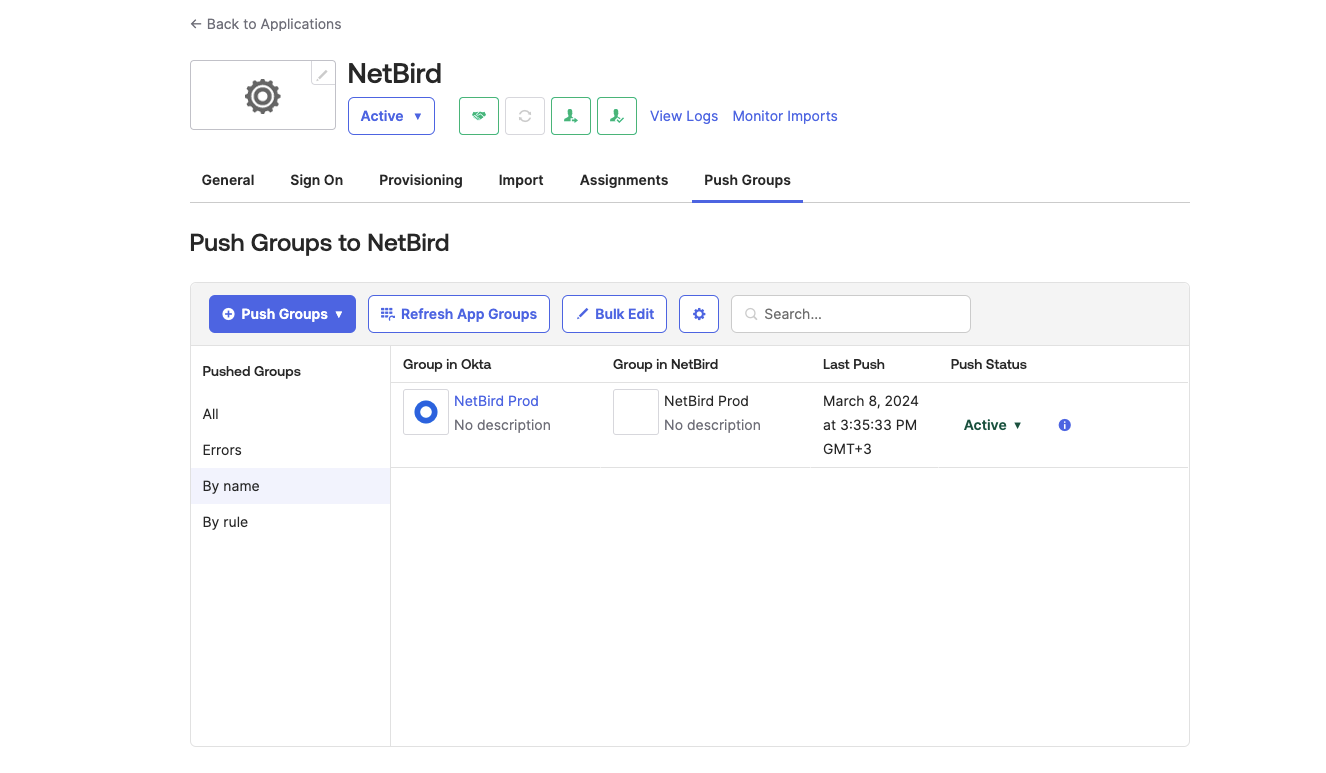 ← Back to Applications
NetBird
Active ▼
View Logs Monitor Imports
General Sign On Provisioning Import Assignments Push Groups
Push Groups to NetBird
Push Groups ▼ Refresh App Groups Bulk Edit Search...
Pushed Groups
All
Errors
By name
By rule
Group in Okta Group in NetBird Last Push Push Status
NetBird Prod
No description
NetBird Prod
No description
March 8, 2024
at 3:35:33 PM
GMT+3
Active ▼